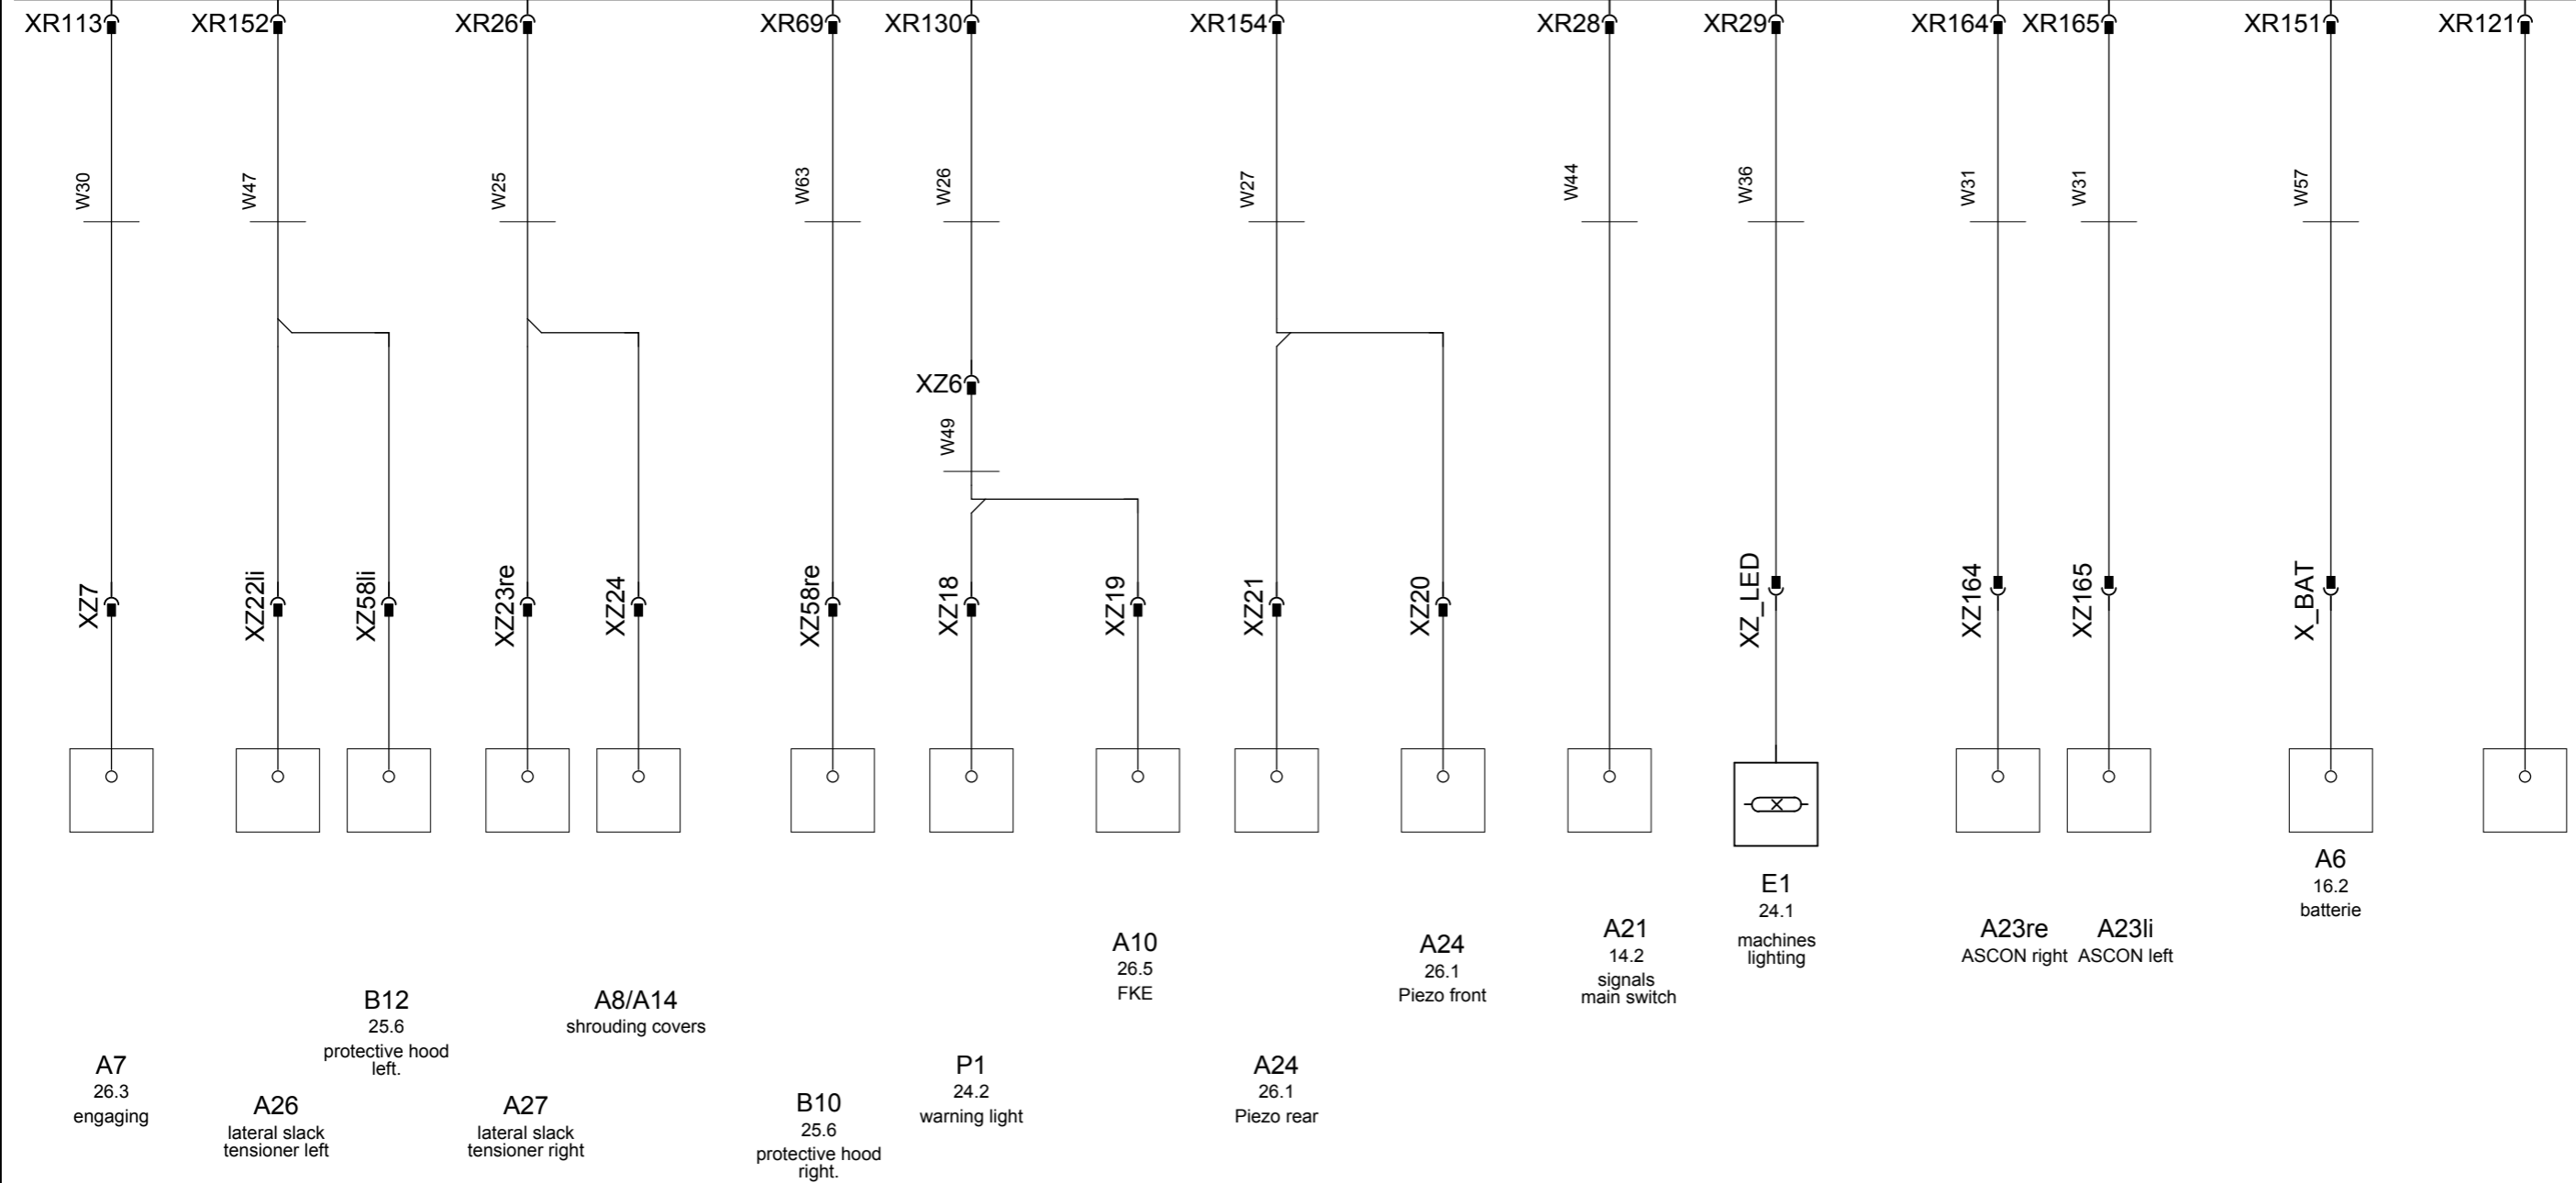 XR113 XR152 XR26 XR69 XR130 XR154 XR28 XR29 XR164 XR165 XR151 XR121
W30 W47 W25 W63 W26 W27 W44 W36 W31 W31 W57
XZ6
W49
XZ7 XZ22li XZ58li XZ23re XZ24 XZ58re XZ18 XZ19 XZ21 XZ20 XZ_LED XZ164 XZ165 X_BAT
A6
16.2
batterie
E1
24.1
machines
lighting
A23re
ASCON right
A23li
ASCON left
A21
14.2
signals
main switch
A10
26.5
FKE
A24
26.1
Piezo front
B12
25.6
protective hood
left.
A8/A14
shrouding covers
A7
26.3
engaging
P1
24.2
warning light
A24
26.1
Piezo rear
A26
lateral slack
tensioner left
A27
lateral slack
tensioner right
B10
25.6
protective hood
right.